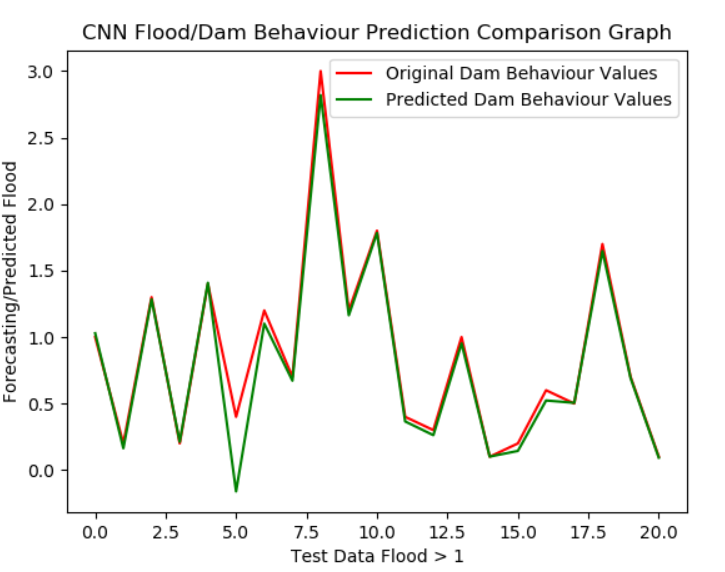 CNN Flood/Dam Behaviour Prediction Comparison Graph
Original Dam Behaviour Values
Predicted Dam Behaviour Values
Forecasting/Predicted Flood
3.0
2.5
2.0
1.5
1.0
0.5
0.0
0.0 2.5 5.0 7.5 10.0 12.5 15.0 17.5 20.0
Test Data Flood > 1